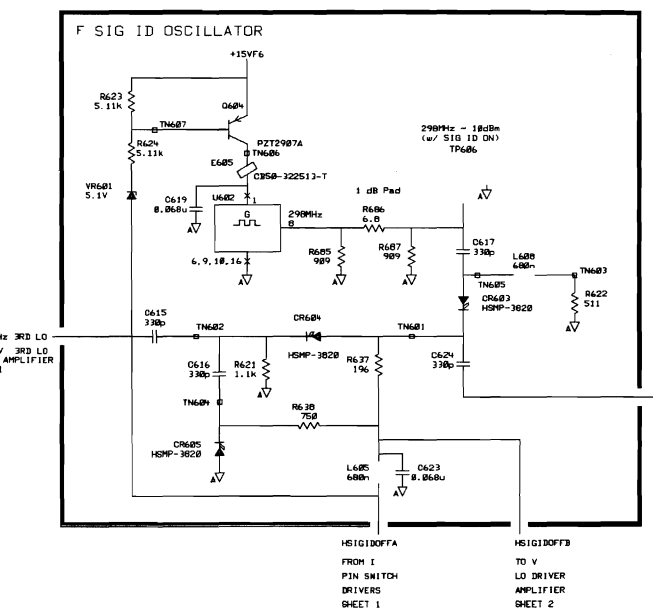 F SIG ID OSCILLATOR
+15VF6
R623
5.11k
Q604
TN607
PZT2907A
TN606
R624
5.11k
E605
CB50-322513-T
298MHz ~ 10dBm
(w/ SIG ID ON)
TP606
A
VR601
5.1V
C619
0.068u
A
U602
1
G
298MHz
8
6,9,10,16
A
1 dB Pad
R686
6.8
R685
909
A
R687
909
A
C617
330p
L608
680n
TN603
TN605
CR603
HSMP-3820
R622
511
A
Hz 3RD LO
V 3RD LO
AMPLIFIER
C615
330p
TN602
CR604
HSMP-3820
TN601
C616
330p
R621
1.1k
A
R637
196
C624
330p
TN604
R638
750
CR605
HSMP-3820
A
L605
680n
C623
0.068u
A
HSIGIDOFFA
FROM I
PIN SWITCH
DRIVERS
SHEET 1
HSIGIDOFFB
TO V
LO DRIVER
AMPLIFIER
SHEET 2